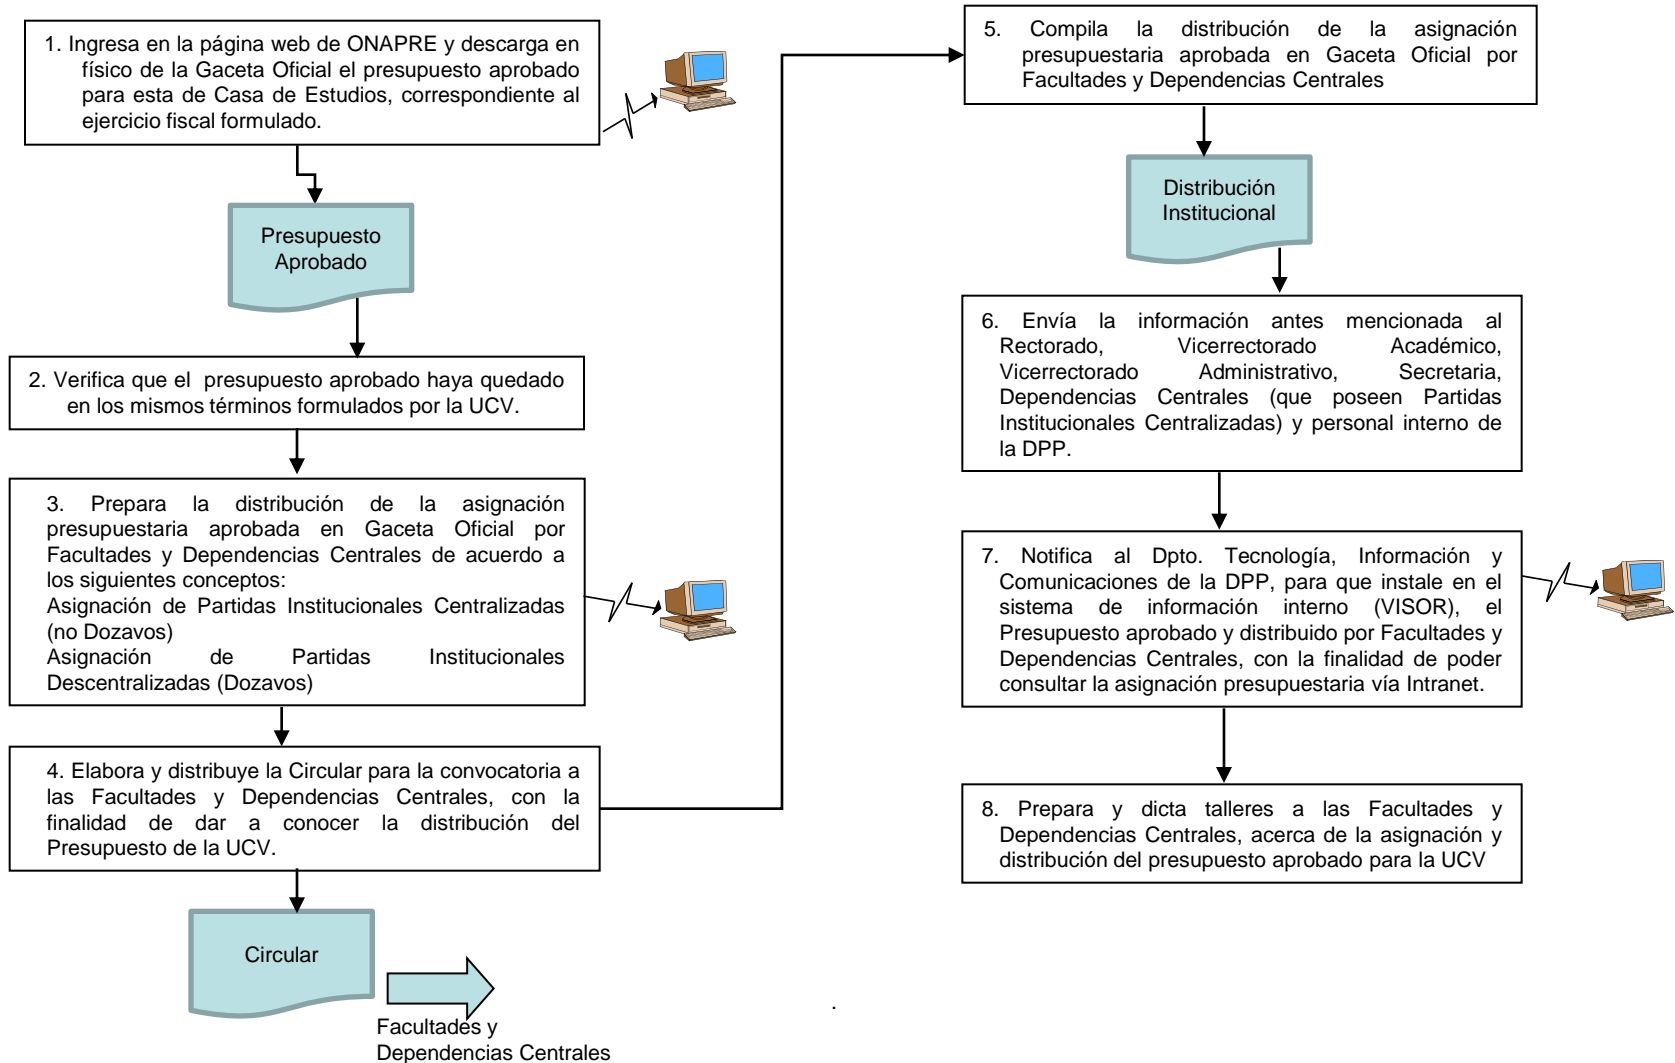 1. Ingresa en la página web de ONAPRE y descarga en
físico de la Gaceta Oficial el presupuesto aprobado
para esta de Casa de Estudios, correspondiente al
ejercicio fiscal formulado.
Presupuesto
Aprobado
2. Verifica que el presupuesto aprobado haya quedado
en los mismos términos formulados por la UCV.
3. Prepara la distribución de la asignación
presupuestaria aprobada en Gaceta Oficial por
Facultades y Dependencias Centrales de acuerdo a
los siguientes conceptos:
Asignación de Partidas Institucionales Centralizadas
(no Dozavos)
Asignación de Partidas Institucionales
Descentralizadas (Dozavos)
4. Elabora y distribuye la Circular para la convocatoria a
las Facultades y Dependencias Centrales, con la
finalidad de dar a conocer la distribución del
Presupuesto de la UCV.
Circular
Facultades y
Dependencias Centrales
5. Compila la distribución de la asignación
presupuestaria aprobada en Gaceta Oficial por
Facultades y Dependencias Centrales
Distribución
Institucional
6. Envía la información antes mencionada al
Rectorado, Vicerrectorado Académico,
Vicerrectorado Administrativo, Secretaria,
Dependencias Centrales (que poseen Partidas
Institucionales Centralizadas) y personal interno de
la DPP.
7. Notifica al Dpto. Tecnología, Información y
Comunicaciones de la DPP, para que instale en el
sistema de información interno (VISOR), el
Presupuesto aprobado y distribuido por Facultades y
Dependencias Centrales, con la finalidad de poder
consultar la asignación presupuestaria vía Intranet.
8. Prepara y dicta talleres a las Facultades y
Dependencias Centrales, acerca de la asignación y
distribución del presupuesto aprobado para la UCV
.